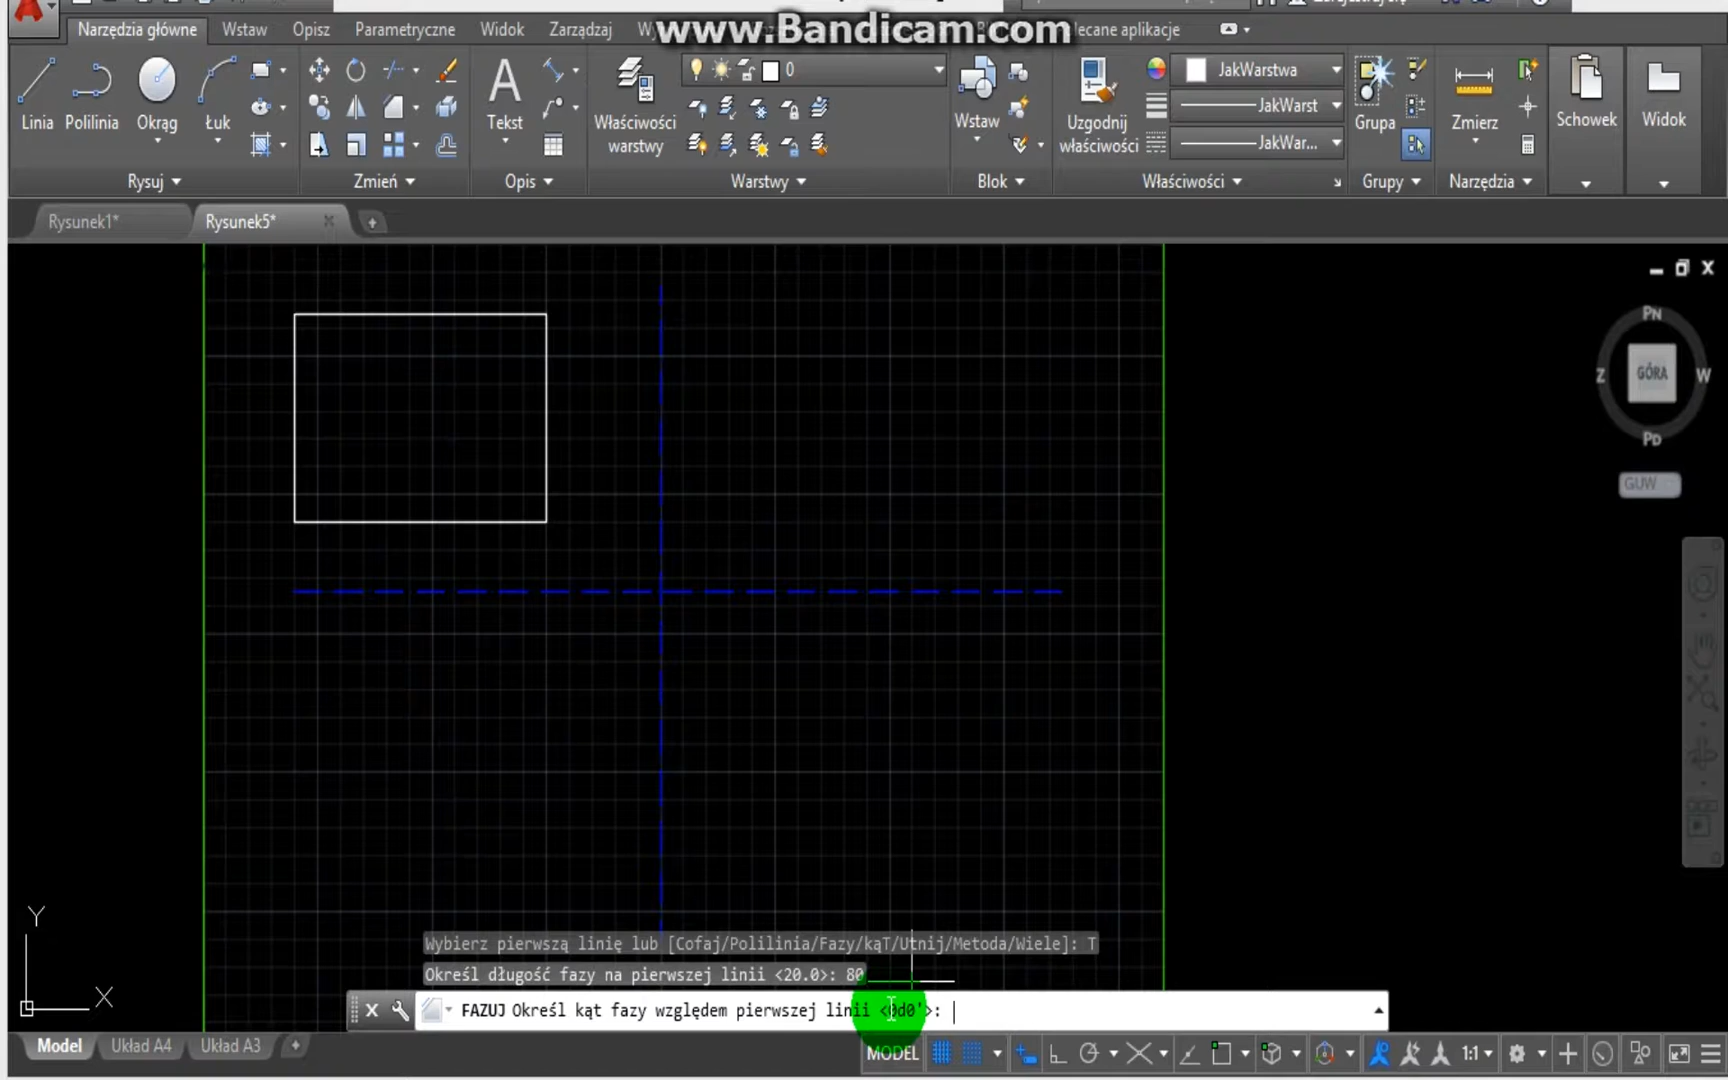 www.Bandicam.com
Narzędzia główne Wstaw Opisz Parametryczne Widok Zarządzaj lecane aplikacje
0
JakWarstwa
JakWarst
JakWar...
Linia Polilinia Okrąg Łuk
Tekst
Właściwości warstwy
Wstaw
Uzgodnij właściwości
Grupa
Zmierz
Schowek
Widok
Rysuj Zmień Opis Warstwy Blok Właściwości Grupy Narzędzia
Rysunek1* Rysunek5*
PN
Z GÓRA W
PD
GUW
Y
X
Wybierz pierwszą linię lub [Cofaj/Polilinia/Fazy/kąT/Utnij/Metoda/Wiele]: T
Określ długość fazy na pierwszej linii <20.0>: 80
FAZUJ Określ kąt fazy względem pierwszej linii <0d0'>:
Model Układ A4 Układ A3 +
MODEL 1:1